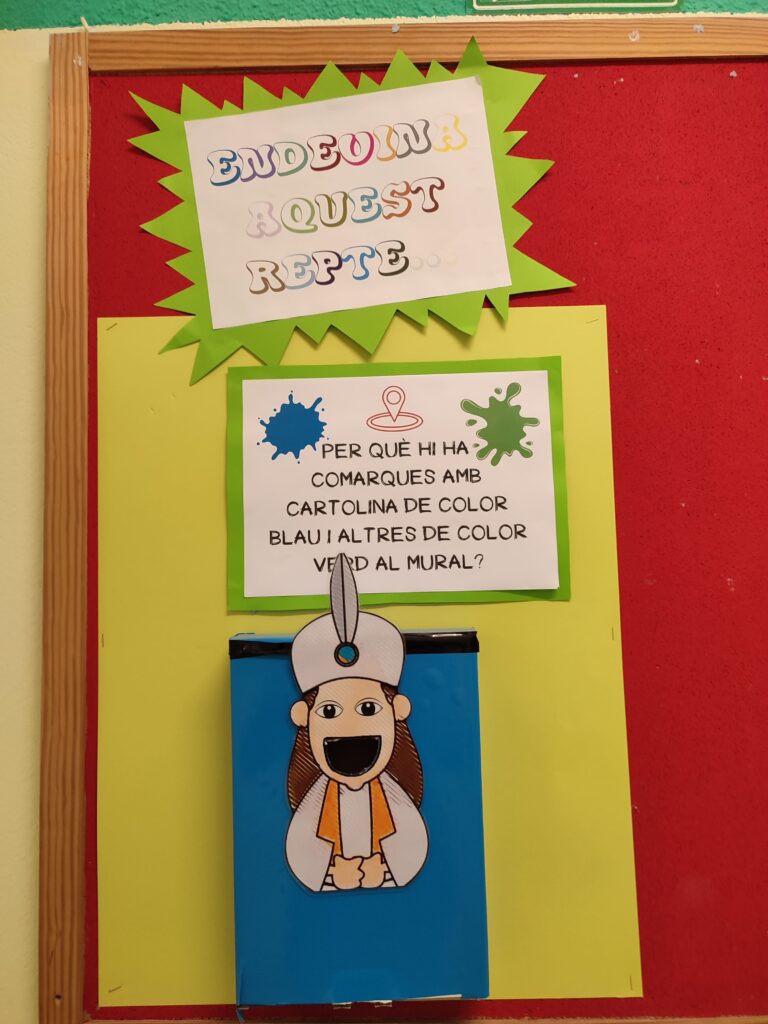 ENDEVINA
AQUEST
REPTE...
PER QUÈ HI HA
COMARQUES AMB
CARTOLINA DE COLOR
BLAU I ALTRES DE COLOR
VERD AL MURAL?